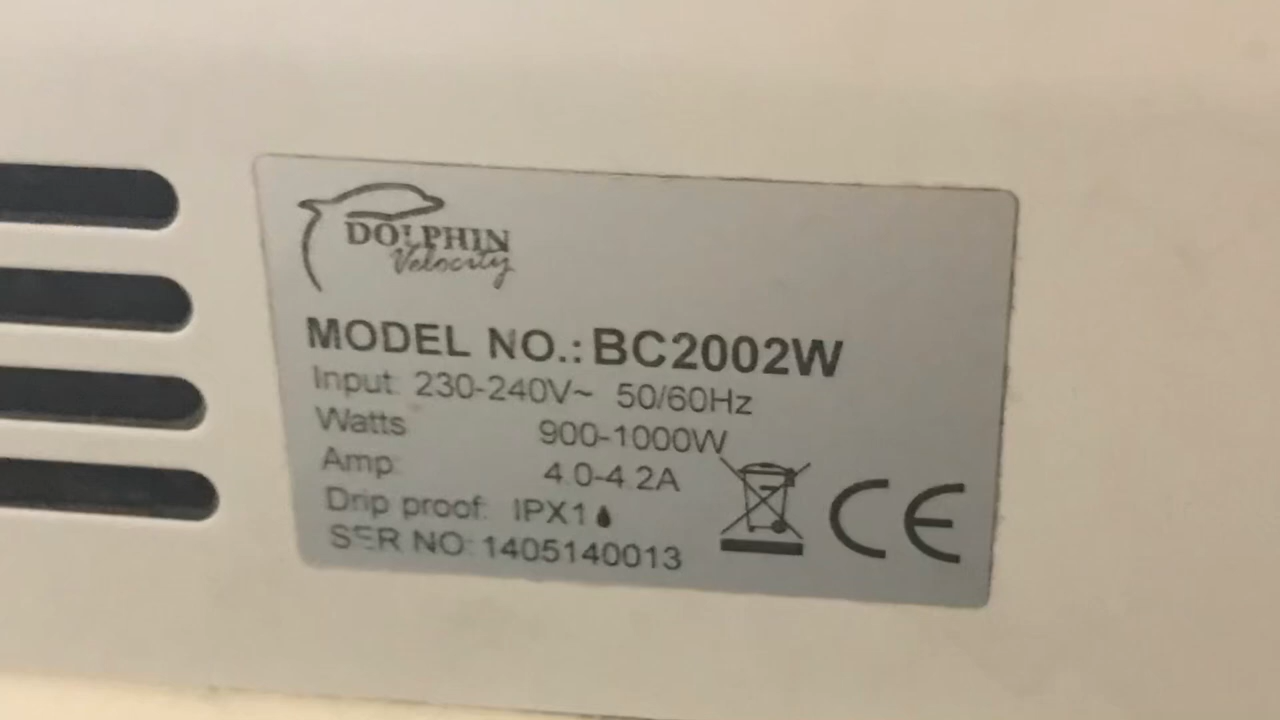 DOLPHIN
Velocity
MODEL NO.: BC2002W
Input: 230-240V~ 50/60Hz
Watts 900-1000W
Amp 4.0-4.2A
Drip proof: IPX1
SER NO: 1405140013
CE